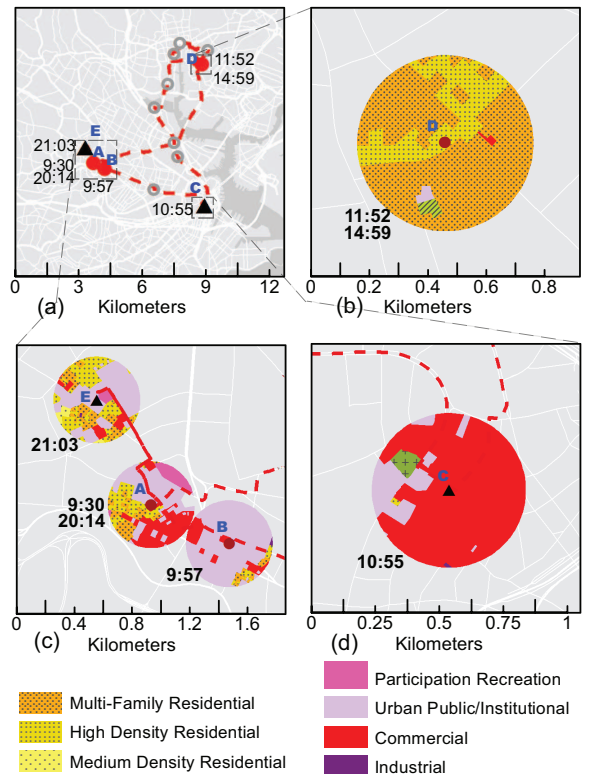 D
11:52
14:59
E
21:03
A
B
9:30
20:14
9:57
C
10:55
0 3 6 9 12
(a)
Kilometers
D
11:52
14:59
0 0.2 0.4 0.6 0.8
(b)
Kilometers
E
21:03
A
9:30
20:14
B
9:57
0 0.4 0.8 1.2 1.6
(c)
Kilometers
C
10:55
0 0.25 0.5 0.75 1
(d)
Kilometers
Multi-Family Residential
High Density Residential
Medium Density Residential
Participation Recreation
Urban Public/Institutional
Commercial
Industrial